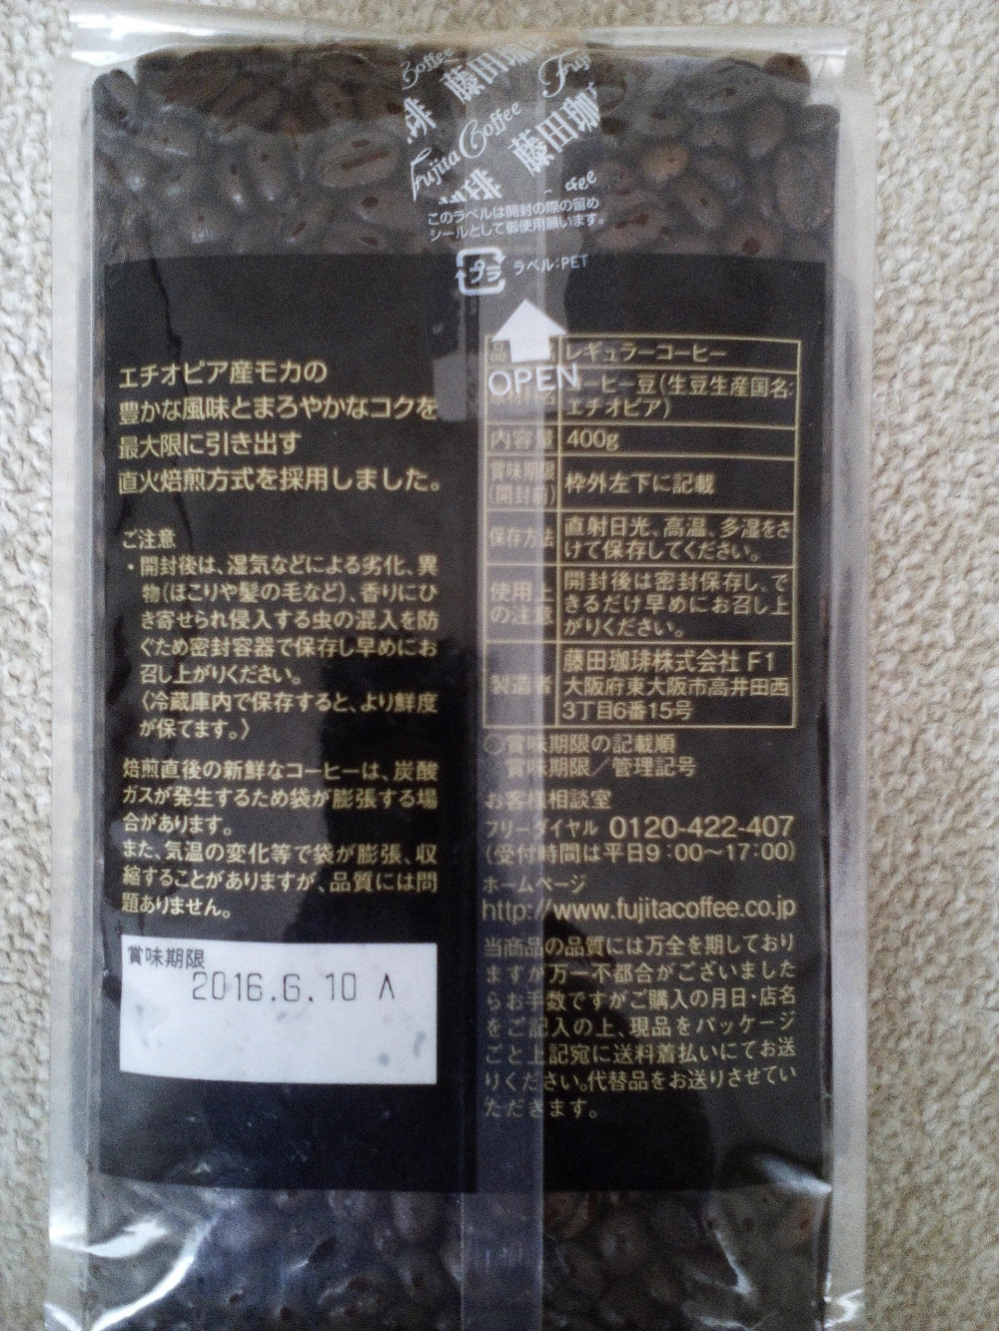 Coffee
藤田珈
Fuji
琲
Fujita Coffee
藤田珈
琲
ffee
このラベルは開封の際の留め
シールとして御使用願います。
プラ ラベル:PET
OPEN
エチオピア産モカの
豊かな風味とまろやかなコクを
最大限に引き出す
直火焙煎方式を採用しました。
ご注意
・開封後は、湿気などによる劣化、異
物(ほこりや髪の毛など)、香りにひ
き寄せられ侵入する虫の混入を防
ぐため密封容器で保存し早めにお
召し上がりください。
〈冷蔵庫内で保存すると、より鮮度
が保てます。〉
焙煎直後の新鮮なコーヒーは、炭酸
ガスが発生するため袋が膨張する場
合があります。
また、気温の変化等で袋が膨張、収
縮することがありますが、品質には問
題ありません。
賞味期限
2016.6.10 A
品 レギュラーコーヒー
ーヒー豆(生豆生産国名:
エチオピア)
内容量 400g
賞味期限
(開封前) 枠外左下に記載
保存方法 直射日光、高温、多湿をさ
けて保存してください。
使用上
の注意 開封後は密封保存し、で
きるだけ早めにお召し上
がりください。
製造者 藤田珈琲株式会社 F1
大阪府東大阪市高井田西
3丁目6番15号
○賞味期限の記載順
賞味期限/管理記号
お客様相談室
フリーダイヤル 0120-422-407
(受付時間は平日9:00~17:00)
ホームページ
http://www.fujitacoffee.co.jp
当商品の品質には万全を期しており
ますが万一不都合がございました
らお手数ですがご購入の月日・店名
をご記入の上、現品をパッケージ
ごと上記宛に送料着払いにてお送
りください。代替品をお送りさせてい
ただきます。